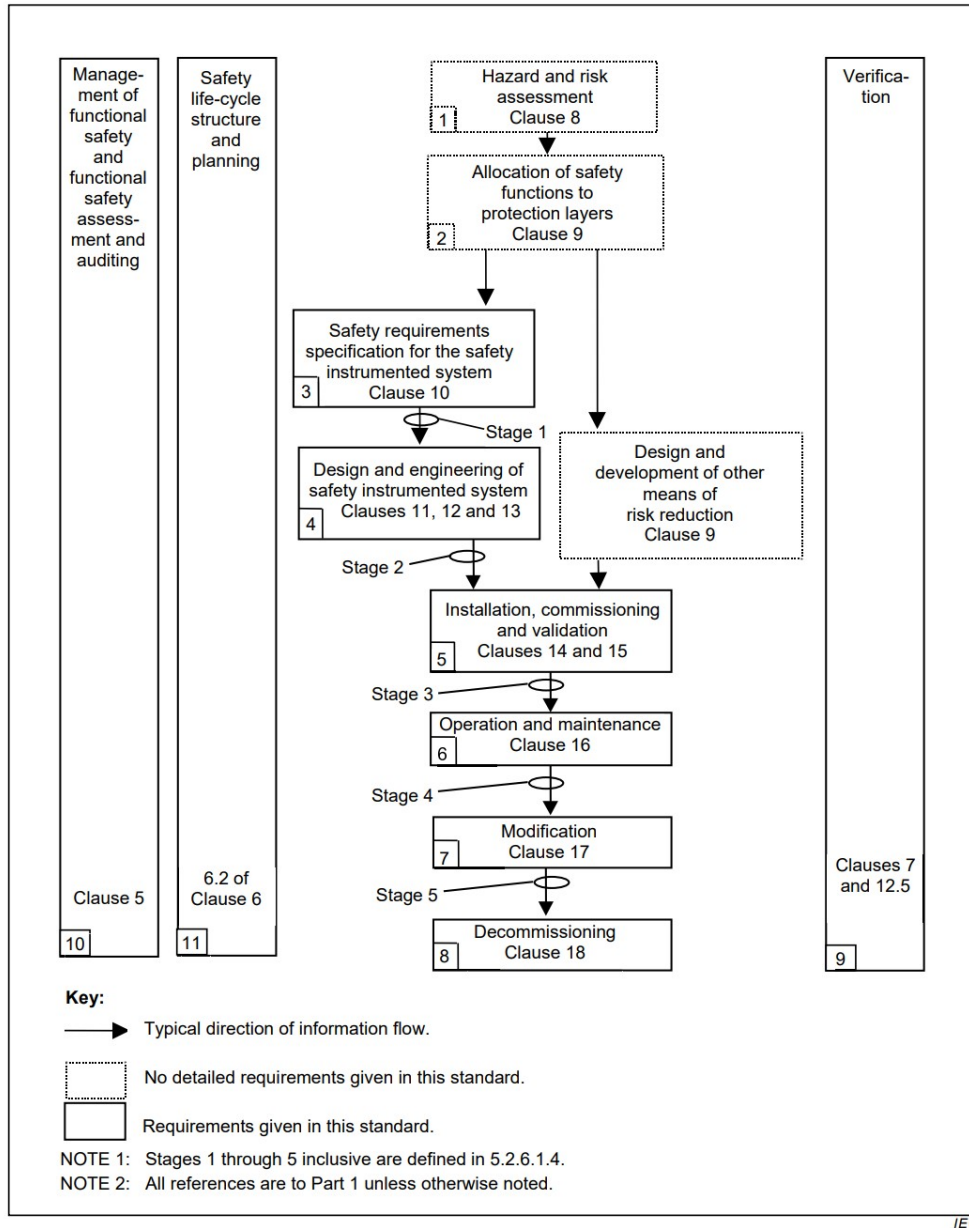 Manage-
ment of
functional
safety
and
functional
safety
assess-
ment and
auditing
Clause 5
10
Safety
life-cycle
structure
and
planning
6.2 of
Clause 6
11
Hazard and risk
assessment
Clause 8
1
Allocation of safety
functions to
protection layers
Clause 9
2
Safety requirements
specification for the safety
instrumented system
Clause 10
3
Stage 1
Design and engineering of
safety instrumented system
Clauses 11, 12 and 13
4
Design and
development of other
means of
risk reduction
Clause 9
Stage 2
Installation, commissioning
and validation
Clauses 14 and 15
5
Stage 3
Operation and maintenance
Clause 16
6
Stage 4
Modification
Clause 17
7
Stage 5
Decommissioning
Clause 18
8
Verifica-
tion
Clauses 7
and 12.5
9
Key:
Typical direction of information flow.
No detailed requirements given in this standard.
Requirements given in this standard.
NOTE 1: Stages 1 through 5 inclusive are defined in 5.2.6.1.4.
NOTE 2: All references are to Part 1 unless otherwise noted.